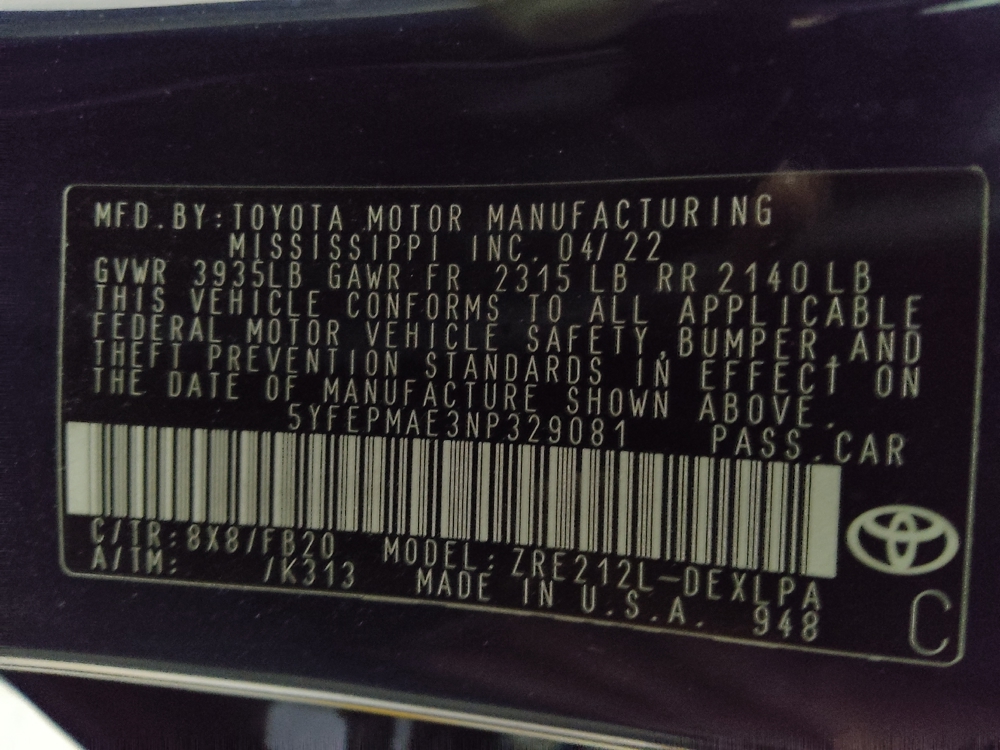 MFD.BY:TOYOTA MOTOR MANUFACTURING
MISSISSIPPI INC. 04/22
GVWR 3935LB GAWR FR 2315 LB RR 2140 LB
THIS VEHICLE CONFORMS TO ALL APPLICABLE
FEDERAL MOTOR VEHICLE SAFETY,BUMPER,AND
THEFT PREVENTION STANDARDS IN EFFECT ON
THE DATE OF MANUFACTURE SHOWN ABOVE.
5YFEPMAE3NP329081 PASS.CAR
C/TR:8X8/FB20 MODEL:ZRE212L-DEXLPA
A/TM: /K313 MADE IN U.S.A. 948
C